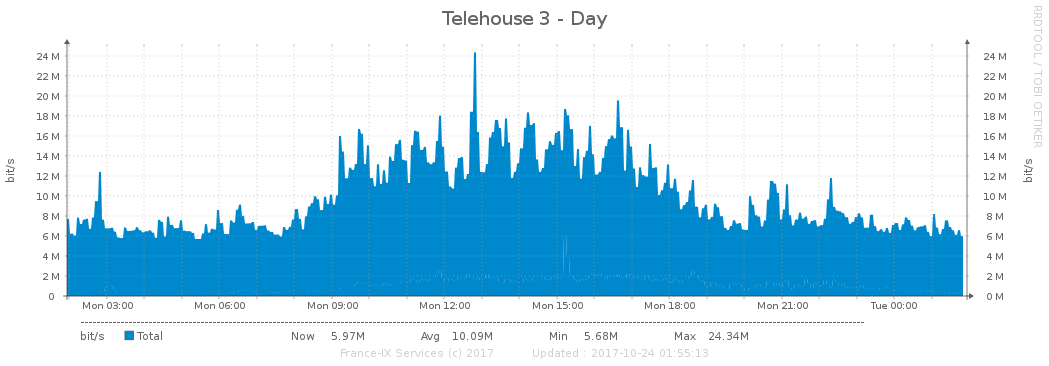 Telehouse 3 - Day
RRDTOOL / TOBI OETIKER
bit/s
24 M 24 M
22 M 22 M
20 M 20 M
18 M 18 M
16 M 16 M
14 M 14 M
12 M 12 M
10 M 10 M
8 M 8 M
6 M 6 M
4 M 4 M
2 M 2 M
0 0 M
bit/s
Mon 03:00 Mon 06:00 Mon 09:00 Mon 12:00 Mon 15:00 Mon 18:00 Mon 21:00 Tue 00:00
bit/s Total Now 5.97M Avg 10.09M Min 5.68M Max 24.34M
France-IX Services (c) 2017 Updated : 2017-10-24 01:55:13